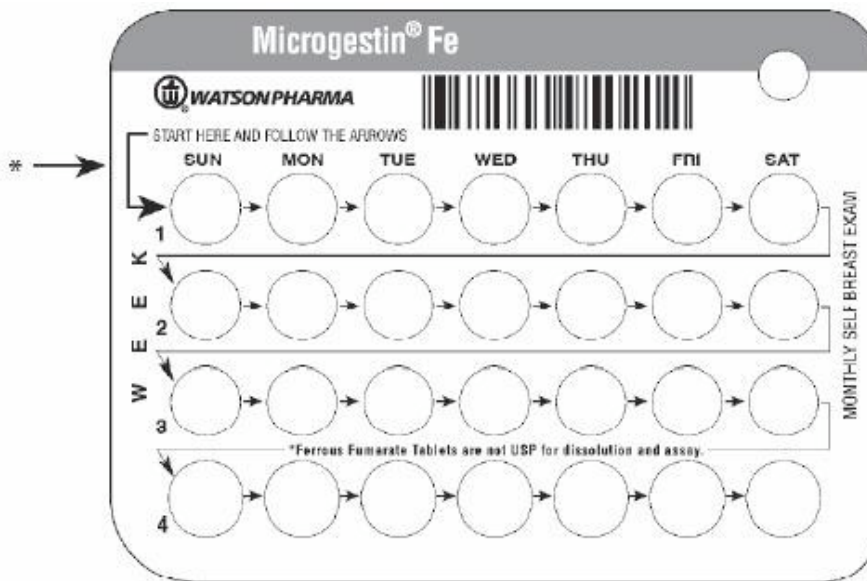 Microgestin® Fe
WATSON PHARMA
START HERE AND FOLLOW THE ARROWS
*
SUN MON TUE WED THU FRI SAT
1
2
3
*Ferrous Fumarate Tablets are not USP for dissolution and assay.
4
WEEK
MONTHLY SELF BREAST EXAM